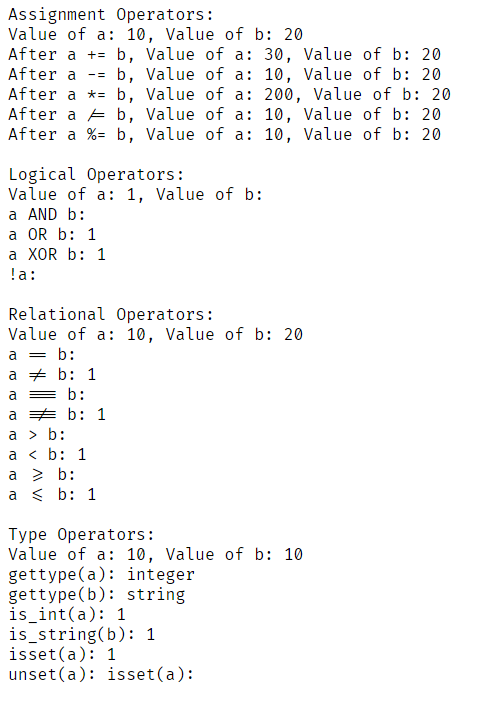 Assignment Operators:
Value of a: 10, Value of b: 20
After a += b, Value of a: 30, Value of b: 20
After a -= b, Value of a: 10, Value of b: 20
After a *= b, Value of a: 200, Value of b: 20
After a /= b, Value of a: 10, Value of b: 20
After a %= b, Value of a: 10, Value of b: 20

Logical Operators:
Value of a: 1, Value of b:
a AND b:
a OR b: 1
a XOR b: 1
!a:

Relational Operators:
Value of a: 10, Value of b: 20
a == b:
a != b: 1
a === b:
a !== b: 1
a > b:
a < b: 1
a >= b:
a <= b: 1

Type Operators:
Value of a: 10, Value of b: 10
gettype(a): integer
gettype(b): string
is_int(a): 1
is_string(b): 1
isset(a): 1
unset(a): isset(a):